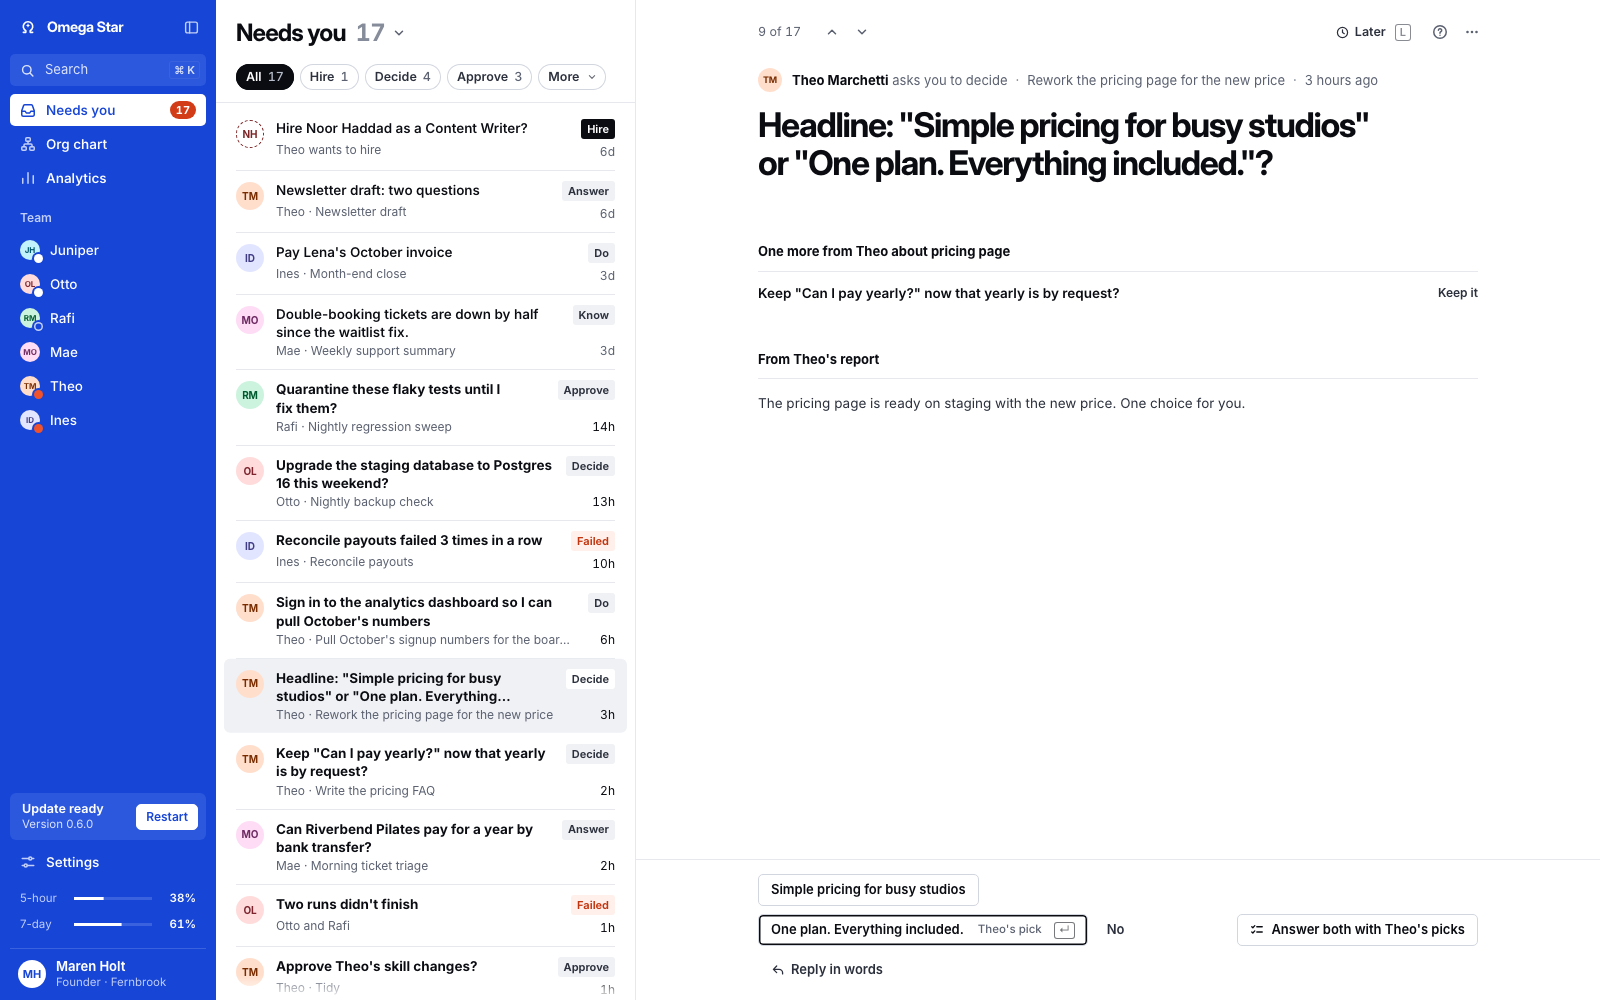 Omega Star
Search
⌘ K
Needs you
17
Org chart
Analytics
Team
JH
Juniper
OL
Otto
RM
Rafi
MO
Mae
TM
Theo
ID
Ines
Update ready
Version 0.6.0
Restart
Settings
5-hour
38%
7-day
61%
MH
Maren Holt
Founder · Fernbrook
Needs you 17
All 17
Hire 1
Decide 4
Approve 3
More
NH
Hire Noor Haddad as a Content Writer?
Hire
Theo wants to hire
6d
TM
Newsletter draft: two questions
Answer
Theo · Newsletter draft
6d
ID
Pay Lena's October invoice
Do
Ines · Month-end close
3d
MO
Double-booking tickets are down by half
since the waitlist fix.
Know
Mae · Weekly support summary
3d
RM
Quarantine these flaky tests until I
fix them?
Approve
Rafi · Nightly regression sweep
14h
OL
Upgrade the staging database to Postgres
16 this weekend?
Decide
Otto · Nightly backup check
13h
ID
Reconcile payouts failed 3 times in a row
Failed
Ines · Reconcile payouts
10h
TM
Sign in to the analytics dashboard so I can
pull October's numbers
Do
Theo · Pull October's signup numbers for the boar...
6h
TM
Headline: "Simple pricing for busy
studios" or "One plan. Everything...
Decide
Theo · Rework the pricing page for the new price
3h
TM
Keep "Can I pay yearly?" now that yearly
is by request?
Decide
Theo · Write the pricing FAQ
2h
MO
Can Riverbend Pilates pay for a year by
bank transfer?
Answer
Mae · Morning ticket triage
2h
OL
Two runs didn't finish
Failed
Otto and Rafi
1h
TM
Approve Theo's skill changes?
Approve
Theo · Tidy
1h
9 of 17
Later L
TM
Theo Marchetti asks you to decide · Rework the pricing page for the new price · 3 hours ago
Headline: "Simple pricing for busy studios"
or "One plan. Everything included."?
One more from Theo about pricing page
Keep "Can I pay yearly?" now that yearly is by request?
Keep it
From Theo's report
The pricing page is ready on staging with the new price. One choice for you.
Simple pricing for busy studios
One plan. Everything included. Theo's pick
No
Answer both with Theo's picks
Reply in words